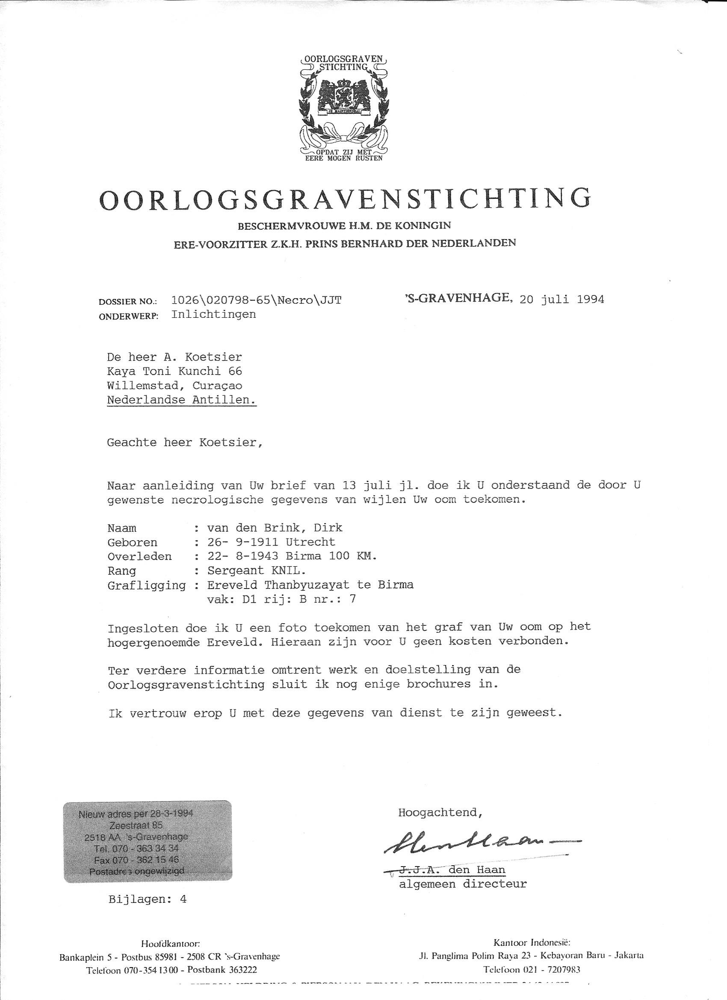 OORLOGSGRAVEN
STICHTING
JE MAINTIENDRAI
OPDAT ZIJ MET
EERE MOGEN RUSTEN
OORLOGSGRAVENSTICHTING
BESCHERMVROUWE H.M. DE KONINGIN
ERE-VOORZITTER Z.K.H. PRINS BERNHARD DER NEDERLANDEN
DOSSIER NO.: 1026\020798-65\Necro\JJT 'S-GRAVENHAGE, 20 juli 1994
ONDERWERP: Inlichtingen
De heer A. Koetsier
Kaya Toni Kunchi 66
Willemstad, Curaçao
Nederlandse Antillen.
Geachte heer Koetsier,
Naar aanleiding van Uw brief van 13 juli jl. doe ik U onderstaand de door U
gewenste necrologische gegevens van wijlen Uw oom toekomen.
Naam : van den Brink, Dirk
Geboren : 26- 9-1911 Utrecht
Overleden : 22- 8-1943 Birma 100 KM.
Rang : Sergeant KNIL.
Grafligging : Ereveld Thanbyuzayat te Birma
vak: D1 rij: B nr.: 7
Ingesloten doe ik U een foto toekomen van het graf van Uw oom op het
hogergenoemde Ereveld. Hieraan zijn voor U geen kosten verbonden.
Ter verdere informatie omtrent werk en doelstelling van de
Oorlogsgravenstichting sluit ik nog enige brochures in.
Ik vertrouw erop U met deze gegevens van dienst te zijn geweest.
Hoogachtend,
J.J.A. den Haan
algemeen directeur
Nieuw adres per 28-3-1994
Zeestraat 85
2518 AA 's-Gravenhage
Tel. 070 - 363 34 34
Fax 070 - 362 15 46
Postadres ongewijzigd
Bijlagen: 4
Hoofdkantoor:
Bankaplein 5 - Postbus 85981 - 2508 CR 's-Gravenhage
Telefoon 070-354 13 00 - Postbank 363222
Kantoor Indonesië:
Jl. Panglima Polim Raya 23 - Kebayoran Baru - Jakarta
Telefoon 021 - 7207983